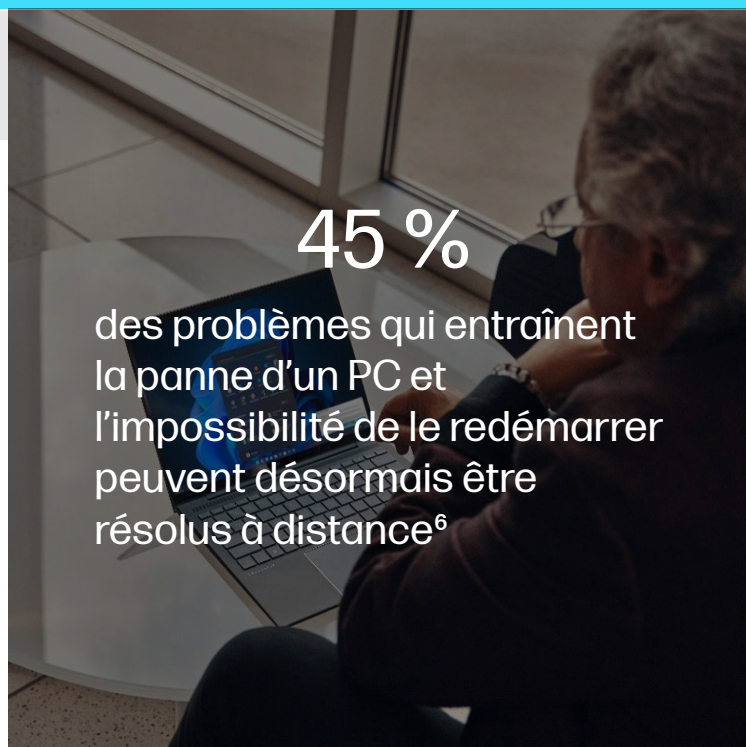 45 %
des problèmes qui entraînent
la panne d’un PC et
l’impossibilité de le redémarrer
peuvent désormais être
résolus à distance⁶